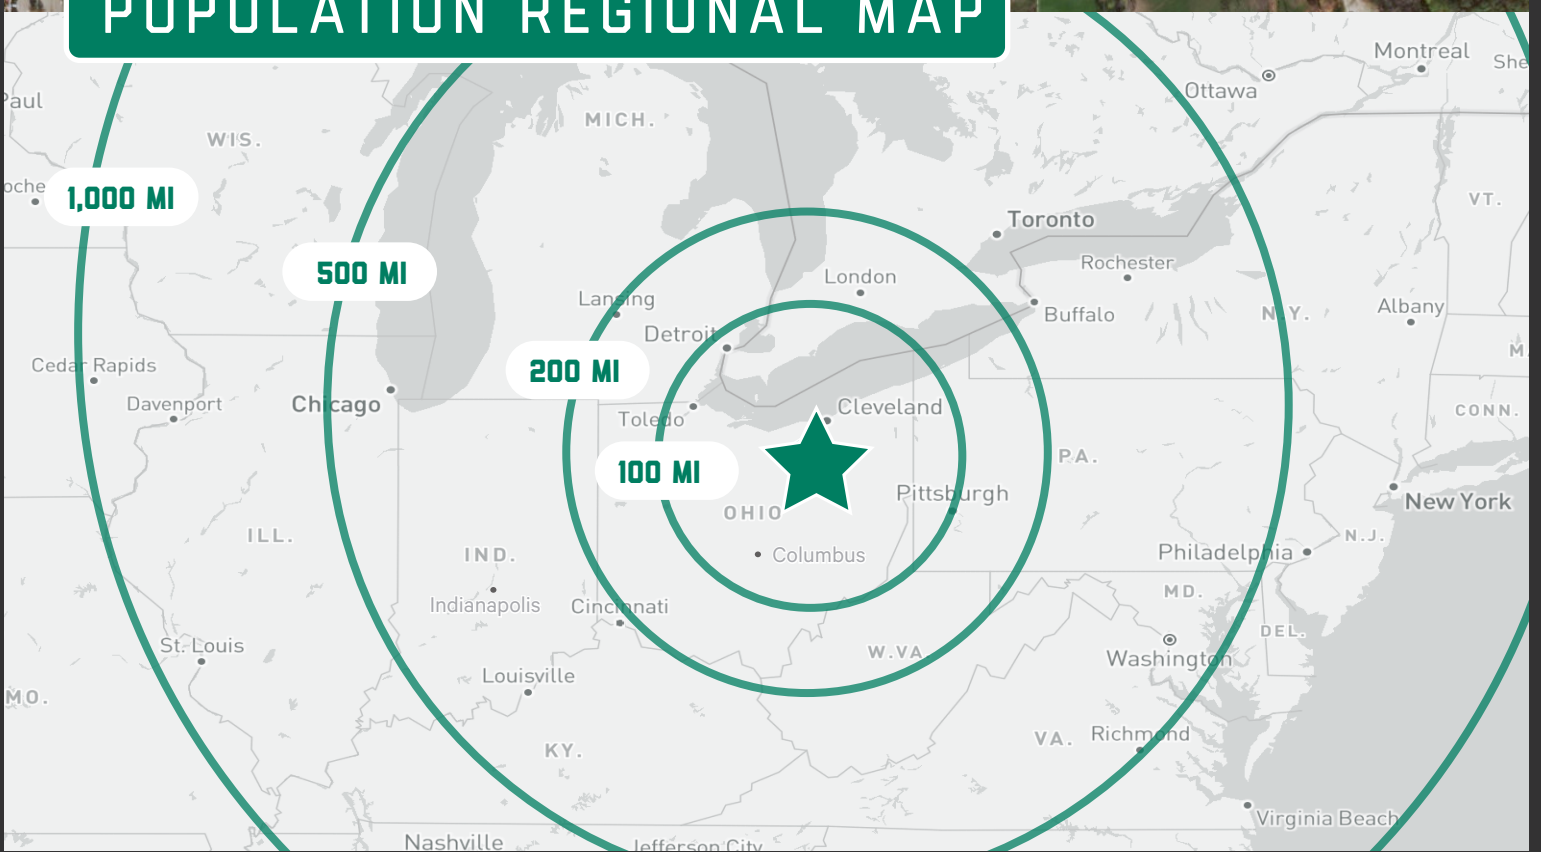 POPULATION REGIONAL MAP
Montreal
She
Ottawa
Paul
MICH.
WIS.
oche
1,000 MI
VT.
Toronto
500 MI
Rochester
London
Lansing
Buffalo
N.Y.
Albany
Detroit
M.
Cedar Rapids
200 MI
Davenport
Chicago
Toledo
Cleveland
CONN.
PA.
100 MI
Pittsburgh
New York
OHIO
ILL.
N.J.
IND.
Columbus
Philadelphia
MD.
Indianapolis
Cincinnati
DEL.
St. Louis
W.VA
Washington
Louisville
MO.
Richmond
VA.
KY.
Virginia Beach
Nashville
Jefferson City